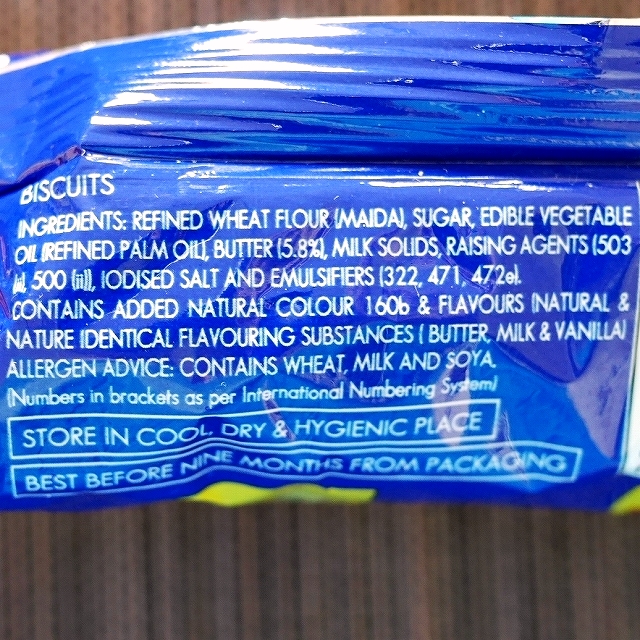 BISCUITS
INGREDIENTS: REFINED WHEAT FLOUR (MAIDA), SUGAR, EDIBLE VEGETABLE
OIL (REFINED PALM OIL), BUTTER (5.8%), MILK SOLIDS, RAISING AGENTS (503
(ii), 500 (ii)), IODISED SALT AND EMULSIFIERS (322, 471, 472e).
CONTAINS ADDED NATURAL COLOUR 160b & FLAVOURS (NATURAL &
NATURE IDENTICAL FLAVOURING SUBSTANCES ( BUTTER, MILK & VANILLA)
ALLERGEN ADVICE: CONTAINS WHEAT, MILK AND SOYA.
(Numbers in brackets as per International Numbering System)
STORE IN COOL, DRY & HYGIENIC PLACE
BEST BEFORE NINE MONTHS FROM PACKAGING